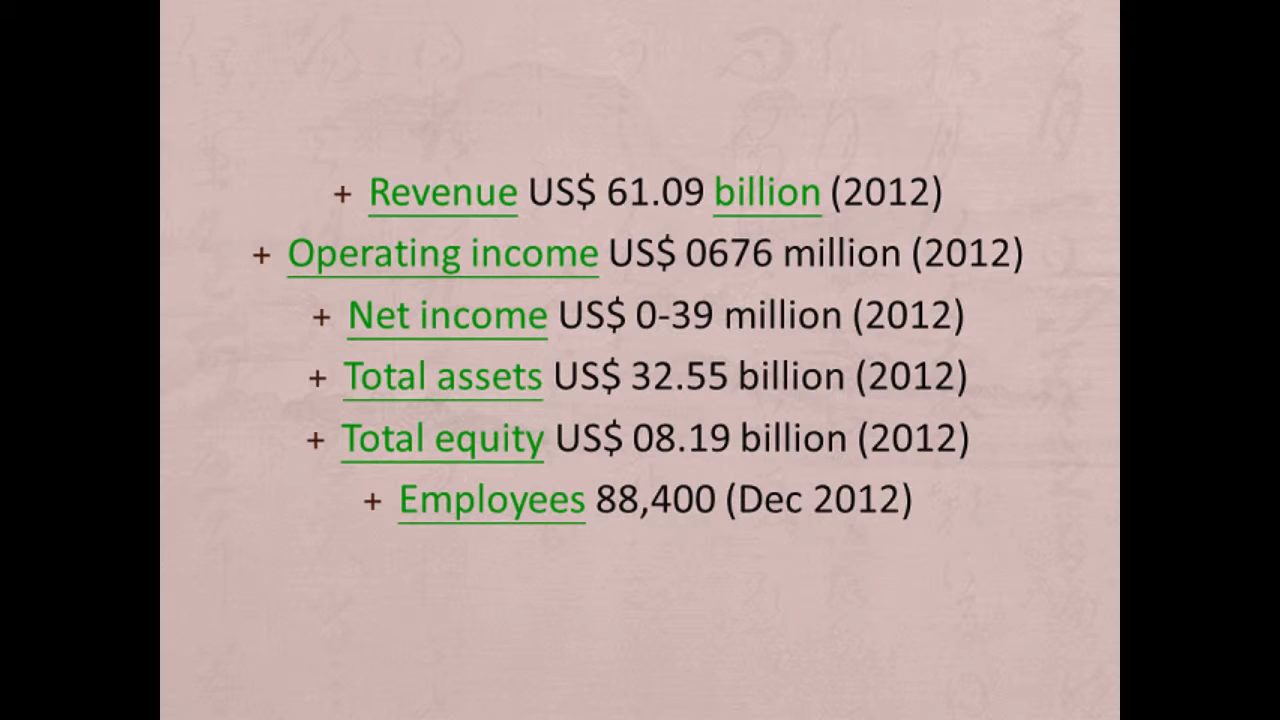 + Revenue US$ 61.09 billion (2012)
+ Operating income US$ 0676 million (2012)
+ Net income US$ 0-39 million (2012)
+ Total assets US$ 32.55 billion (2012)
+ Total equity US$ 08.19 billion (2012)
+ Employees 88,400 (Dec 2012)